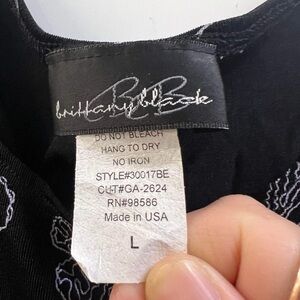 BB
brittany black
DO NOT BLEACH
HANG TO DRY
NO IRON
STYLE#30017BE
CUT#GA-2624
RN#98586
Made in USA
L